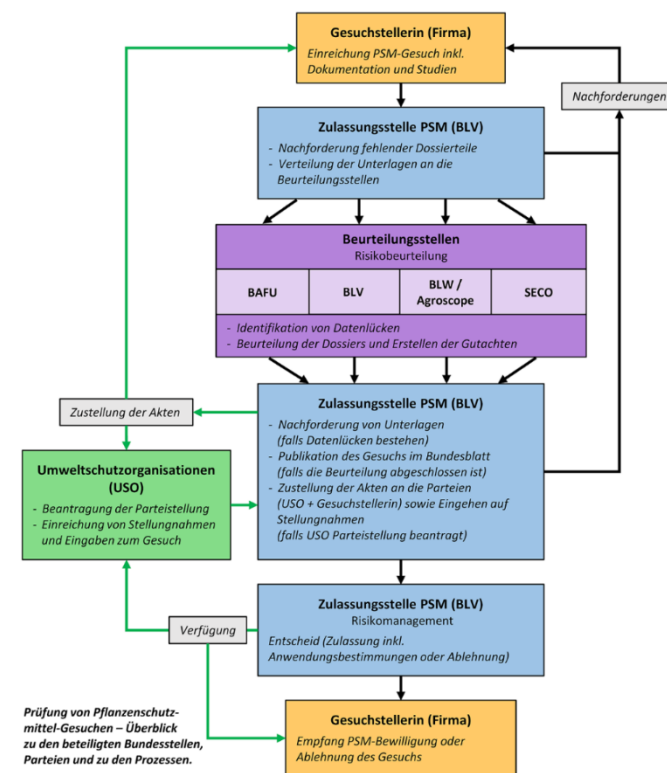 Gesuchstellerin (Firma)
Einreichung PSM-Gesuch inkl.
Dokumentation und Studien
Nachforderungen
Zulassungsstelle PSM (BLV)
- Nachforderung fehlender Dossierteile
- Verteilung der Unterlagen an die
Beurteilungsstellen
Beurteilungsstellen
Risikobeurteilung
BAFU
BLV
BLW /
Agroscope
SECO
- Identifikation von Datenlücken
- Beurteilung der Dossiers und Erstellen der Gutachten
Zustellung der Akten
Zulassungsstelle PSM (BLV)
- Nachforderung von Unterlagen
(falls Datenlücken bestehen)
- Publikation des Gesuchs im Bundesblatt
(falls die Beurteilung abgeschlossen ist)
- Zustellung der Akten an die Parteien
(USO + Gesuchstellerin) sowie Eingehen auf
Stellungnahmen
(falls USO Parteistellung beantragt)
Umweltschutzorganisationen
(USO)
- Beantragung der Parteistellung
- Einreichung von Stellungnahmen
und Eingaben zum Gesuch
Zulassungsstelle PSM (BLV)
Risikomanagement
Entscheid (Zulassung inkl.
Anwendungsbestimmungen oder Ablehnung)
Verfügung
Gesuchstellerin (Firma)
Empfang PSM-Bewilligung oder
Ablehnung des Gesuchs
Prüfung von Pflanzenschutz-
mittel-Gesuchen – Überblick
zu den beteiligten Bundesstellen,
Parteien und zu den Prozessen.